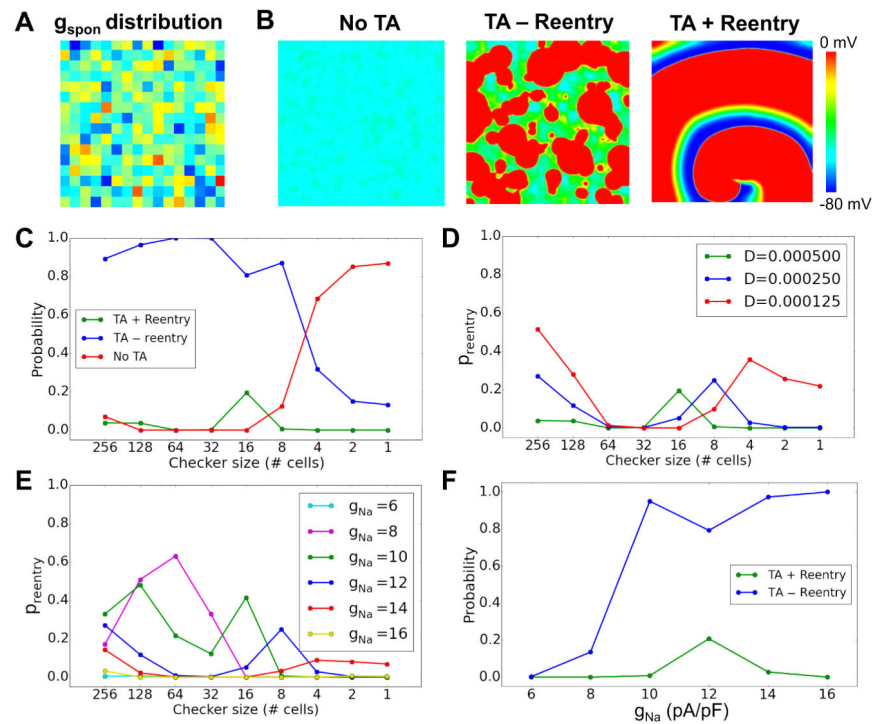 A
g_spon distribution
B
No TA
TA – Reentry
TA + Reentry
0 mV
-80 mV
C
Probability
1.0
0.8
0.6
0.4
0.2
0.0
TA + Reentry
TA – reentry
No TA
256 128 64 32 16 8 4 2 1
Checker size (# cells)
D
p_reentry
1.0
0.8
0.6
0.4
0.2
0.0
D=0.000500
D=0.000250
D=0.000125
256 128 64 32 16 8 4 2 1
Checker size (# cells)
E
p_reentry
1.0
0.8
0.6
0.4
0.2
0.0
g_Na =6
g_Na =8
g_Na =10
g_Na =12
g_Na =14
g_Na =16
256 128 64 32 16 8 4 2 1
Checker size (# cells)
F
Probability
1.0
0.8
0.6
0.4
0.2
0.0
TA + Reentry
TA – Reentry
6 8 10 12 14 16
g_Na (pA/pF)